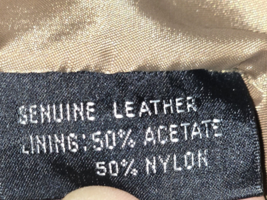 GENUINE LEATHER
LINING: 50% ACETATE
50% NYLON